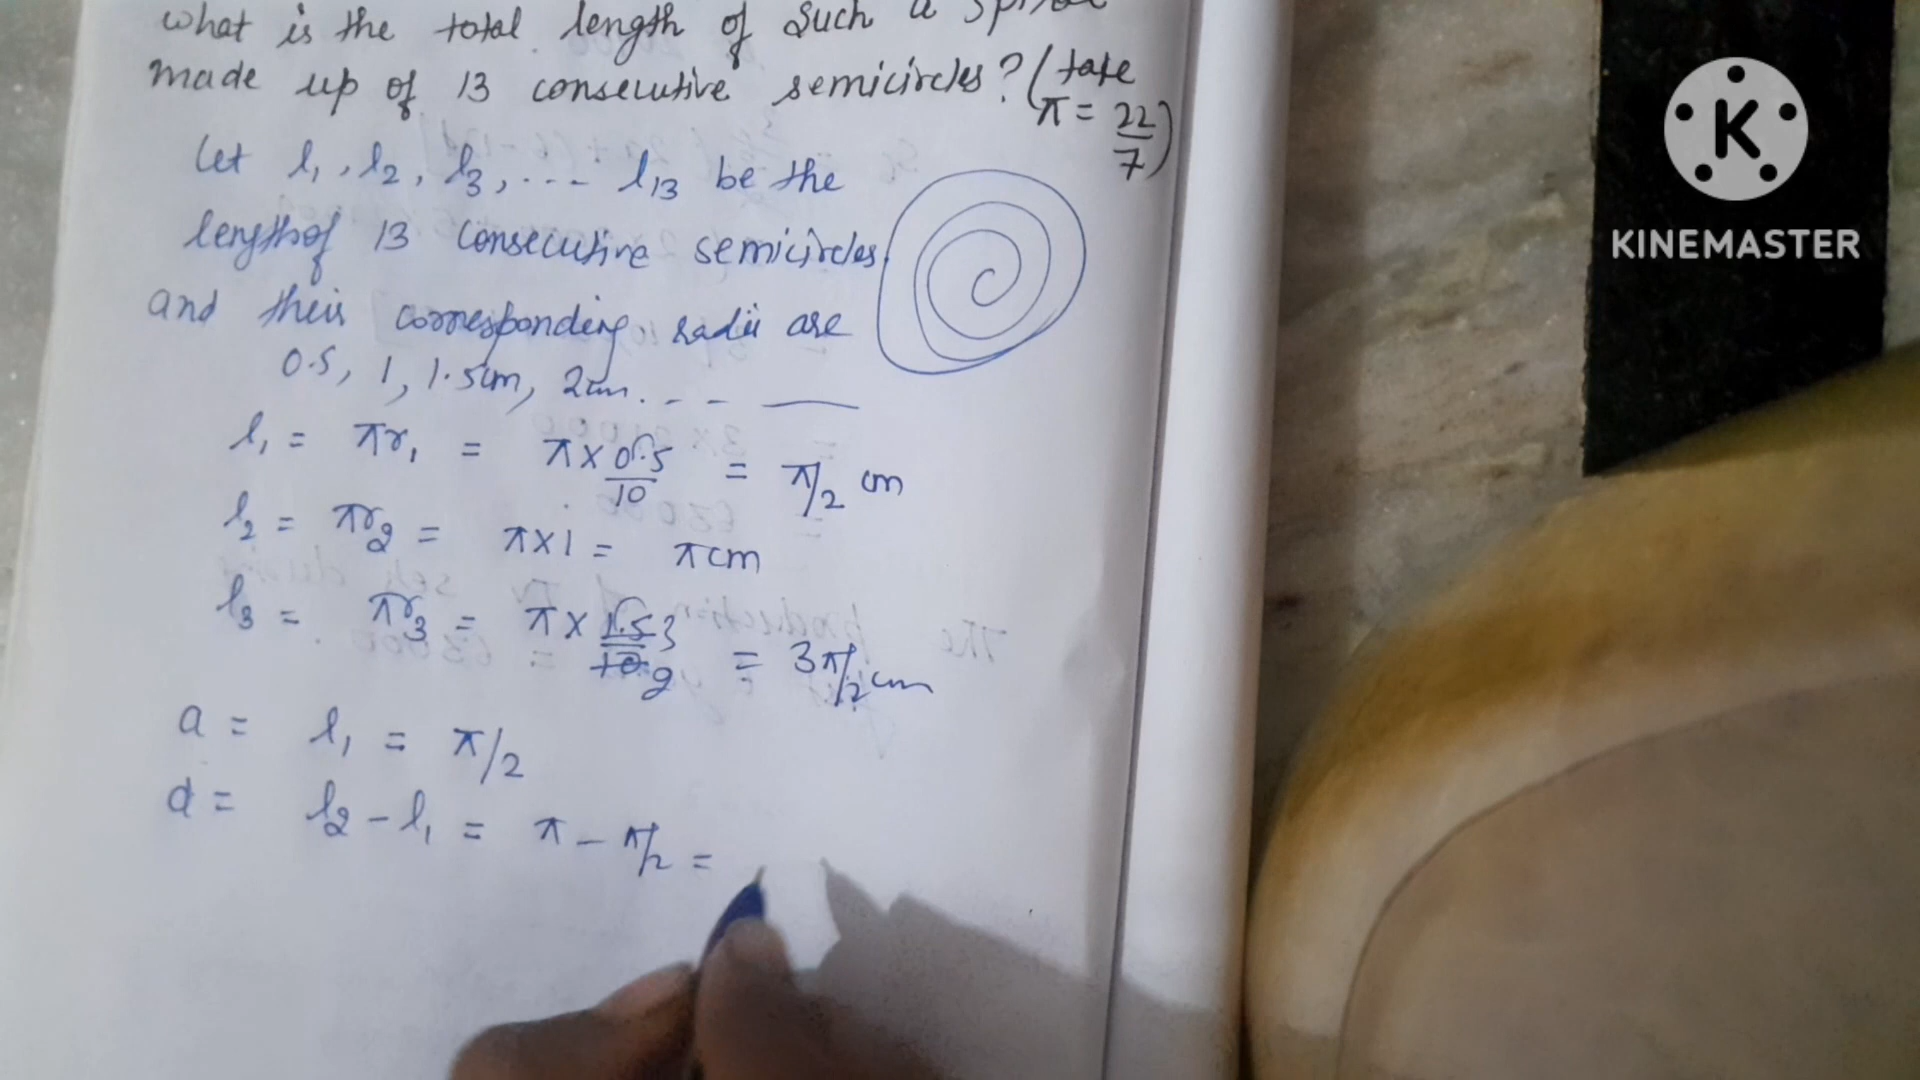 what is the total length of such a spiral
made up of 13 consecutive semicircles? (take
π = 22/7)
Let l₁, l₂, l₃, .... l₁₃ be the
length of 13 consecutive semicircles
and their corresponding radii are
0.5, 1, 1.5cm, 2cm. - - —
l₁ = πr₁ = π × 0.5/10 = π/2 cm
l₂ = πr₂ = π×1 = π cm
l₃ = πr₃ = π × 1.5 3/10 2 = 3π/2 cm
a = l₁ = π/2
d = l₂ - l₁ = π - π/2 =
K
KINEMASTER